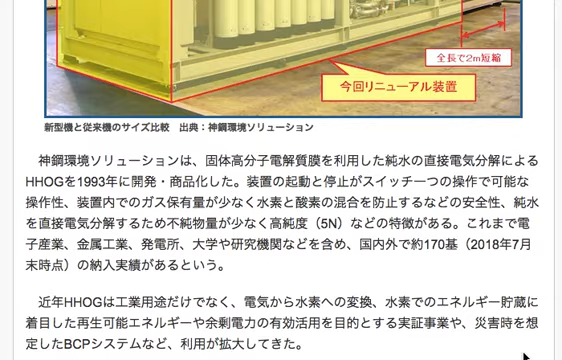 全長で2m短縮
今回リニューアル装置
新型機と従来機のサイズ比較　出典：神鋼環境ソリューション
神鋼環境ソリューションは、固体高分子電解質膜を利用した純水の直接電気分解による
HHOGを1993年に開発・商品化した。装置の起動と停止がスイッチ一つの操作で可能な
操作性、装置内でのガス保有量が少なく水素と酸素の混合を防止するなどの安全性、純水
を直接電気分解するため不純物量が少なく高純度（5N）などの特徴がある。これまで電
子産業、金属工業、発電所、大学や研究機関などを含め、国内外で約170基（2018年7月
末時点）の納入実績があるという。
近年HHOGは工業用途だけでなく、電気から水素への変換、水素でのエネルギー貯蔵に
着目した再生可能エネルギーや余剰電力の有効活用を目的とする実証事業や、災害時を想
定したBCPシステムなど、利用が拡大してきた。